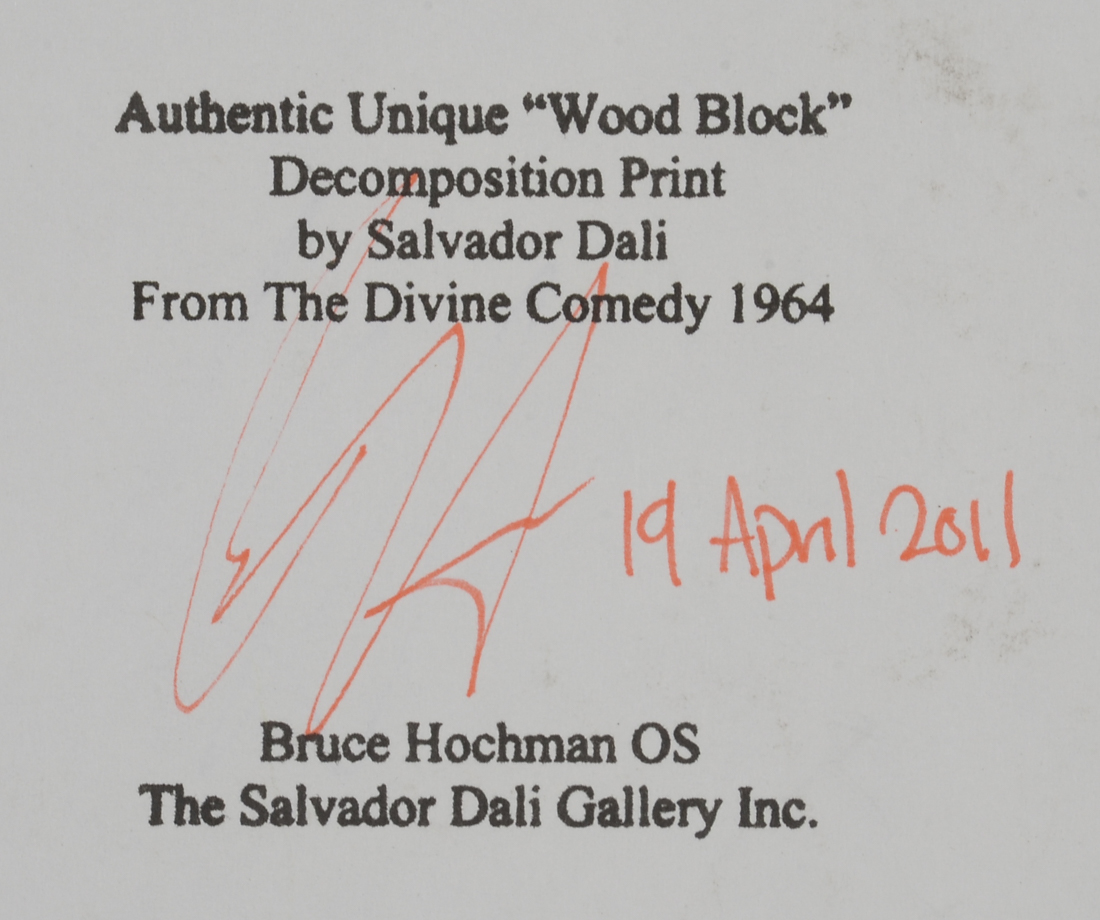 Authentic Unique “Wood Block”
Decomposition Print
by Salvador Dali
From The Divine Comedy 1964
19 April 2011
Bruce Hochman OS
The Salvador Dali Gallery Inc.